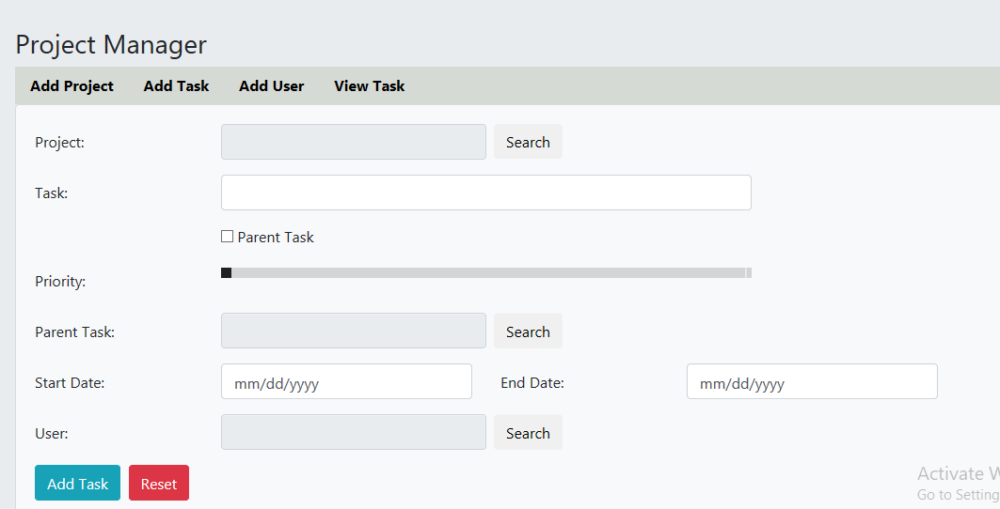 Project Manager
Add Project Add Task Add User View Task
Project: Search
Task:
Parent Task
Priority:
Parent Task: Search
Start Date: mm/dd/yyyy End Date: mm/dd/yyyy
User: Search
Add Task Reset
Activate W
Go to Setting